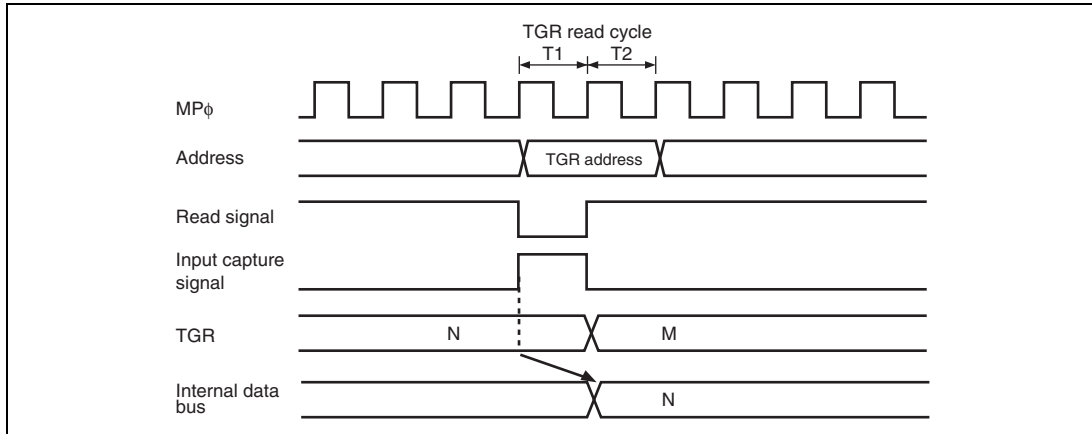 TGR read cycle
T1 T2
MPϕ
Address
TGR address
Read signal
Input capture
signal
TGR
N M
Internal data
bus
N